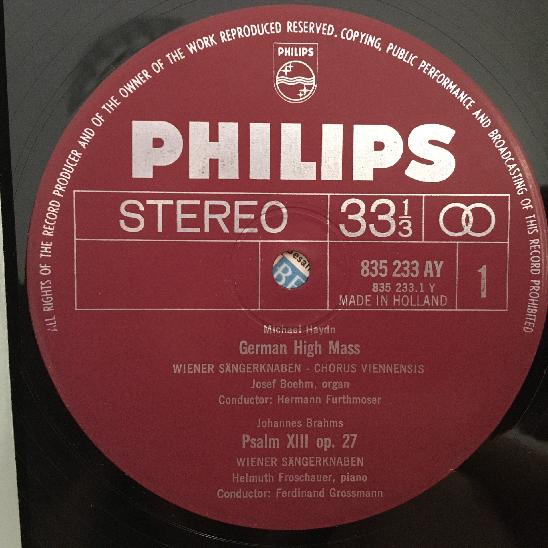 ALL RIGHTS OF THE RECORD PRODUCER AND OF THE OWNER OF THE WORK REPRODUCED RESERVED. COPYING, PUBLIC PERFORMANCE AND BROADCASTING OF THIS RECORD PROHIBITED
PHILIPS
PHILIPS
STEREO 33 1/3
835 233 AY
835 233.1 Y
MADE IN HOLLAND
1
Michael Haydn
German High Mass
WIENER SÄNGERKNABEN - CHORUS VIENNENSIS
Josef Boehm, organ
Conductor: Hermann Furthmoser
Johannes Brahms
Psalm XIII op. 27
WIENER SÄNGERKNABEN
Helmuth Froschauer, piano
Conductor: Ferdinand Grossmann